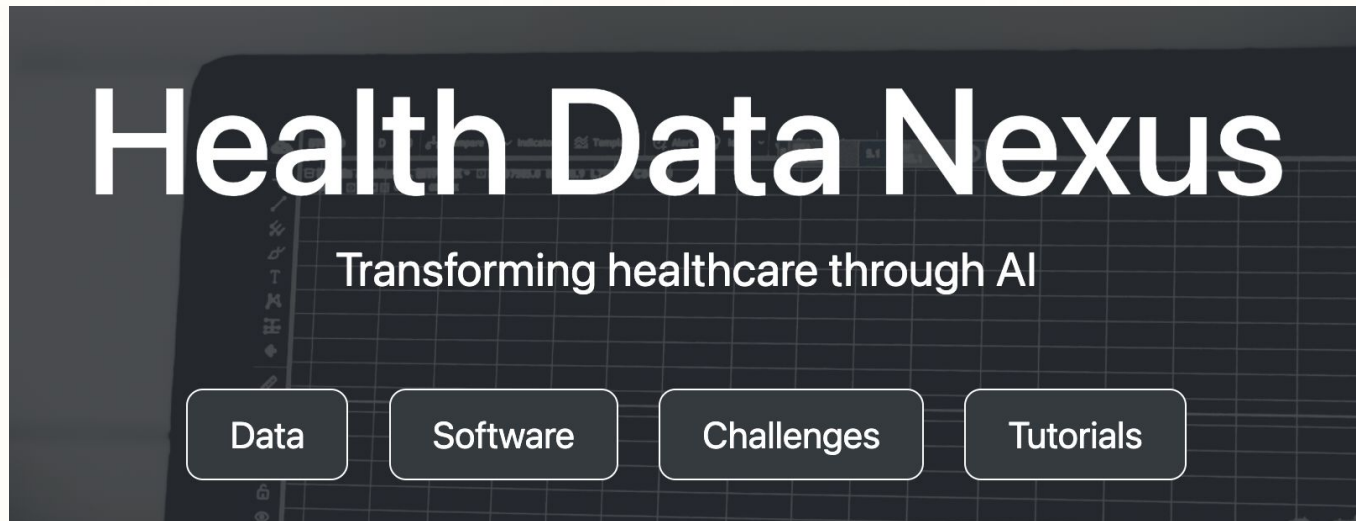 Health Data Nexus
Transforming healthcare through AI
Data
Software
Challenges
Tutorials